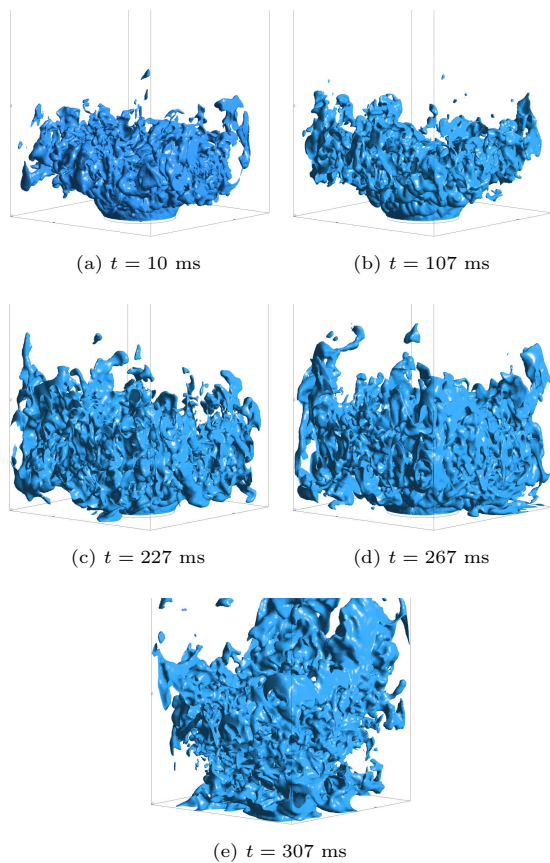 (a) t = 10 ms
(b) t = 107 ms
(c) t = 227 ms
(d) t = 267 ms
(e) t = 307 ms